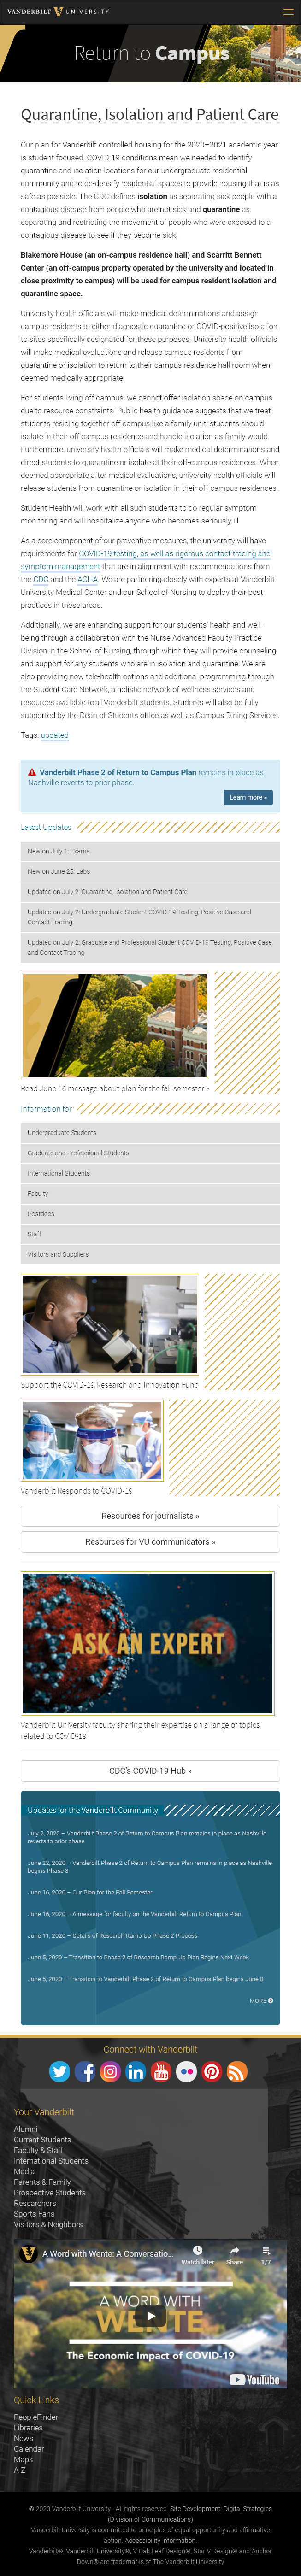 VANDERBILT V UNIVERSITY
Return to Campus
Quarantine, Isolation and Patient Care
Our plan for Vanderbilt-controlled housing for the 2020–2021 academic year
is student focused. COVID-19 conditions mean we needed to identify
quarantine and isolation locations for our undergraduate residential
community and to de-densify residential spaces to provide housing that is as
safe as possible. The CDC defines isolation as separating sick people with a
contagious disease from people who are not sick and quarantine as
separating and restricting the movement of people who were exposed to a
contagious disease to see if they become sick.
Blakemore House (an on-campus residence hall) and Scarritt Bennett
Center (an off-campus property operated by the university and located in
close proximity to campus) will be used for campus resident isolation and
quarantine space.
University health officials will make medical determinations and assign
campus residents to either diagnostic quarantine or COVID-positive isolation
to sites specifically designated for these purposes. University health officials
will make medical evaluations and release campus residents from
quarantine or isolation to return to their campus residence hall room when
deemed medically appropriate.
For students living off campus, we cannot offer isolation space on campus
due to resource constraints. Public health guidance suggests that we treat
students residing together off campus like a family unit; students should
isolate in their off campus residence and handle isolation as a family would.
Furthermore, university health officials will make medical determinations and
direct students to quarantine or isolate at their off-campus residences. When
deemed appropriate after medical evaluation, university health officials will
release students from quarantine or isolation in their off-campus residences.
Student Health will work with all such students on daily symptom
monitoring and will hospitalize anyone who becomes seriously ill.
As a core component of our preventive measures, the university will have
requirements for COVID-19 testing, as well as rigorous contact tracing and
symptom management that are in alignment with recommendations from
the CDC and the ACHA. We are partnering closely with experts at Vanderbilt
University Medical Center and our School of Nursing to deploy their best
practices in these areas.
Additionally, we are ensuring support for our students' health and well-
being through a collaboration with the Nurse Advanced Faculty Practice
Division in the School of Nursing, through which they will provide counseling
and support for any students who are in isolation and quarantine. We are
also providing new tele-health options and additional programming through
the Student Care Network, a holistic network of wellness services and
resources available to all Vanderbilt students. Students will also be fully
supported by the Dean of Students office as well as Campus Dining Services.
Tags: updated
Vanderbilt Phase 2 of Return to Campus Plan remains in place as
Nashville reverts to prior phase.
Learn more »
Latest Updates
New on July 1: Exams
New on June 25: Labs
Updated on July 2: Quarantine, Isolation and Patient Care
Updated on July 2: Undergraduate Student COVID-19 Testing, Positive Case and
Contact Tracing
Updated on July 2: Graduate and Professional Student COVID-19 Testing, Positive Case
and Contact Tracing
Read June 16 message about plan for the fall semester »
Information for
Undergraduate Students
Graduate and Professional Students
International Students
Faculty
Postdocs
Staff
Visitors and Suppliers
Support the COVID-19 Research and Innovation Fund
Vanderbilt Responds to COVID-19
Resources for journalists »
Resources for VU communicators »
ASK AN EXPERT
Vanderbilt University faculty sharing their expertise on a range of topics
related to COVID-19
CDC's COVID-19 Hub »
Updates for the Vanderbilt Community
July 2, 2020 – Vanderbilt Phase 2 of Return to Campus Plan remains in place as Nashville
reverts to prior phase
June 22, 2020 – Vanderbilt Phase 2 of Return to Campus Plan remains in place as Nashville
begins Phase 3
June 16, 2020 – Our Plan for the Fall Semester
June 16, 2020 – A message for faculty on the Vanderbilt Return to Campus Plan
June 11, 2020 – Details of Research Ramp-Up Phase 2 Process
June 5, 2020 – Transition to Phase 2 of Research Ramp-Up Plan Begins Next Week
June 5, 2020 – Transition to Vanderbilt Phase 2 of Return to Campus Plan begins June 8
MORE
Connect with Vanderbilt
You Tube
Your Vanderbilt
Alumni
Current Students
Faculty & Staff
International Students
Media
Parents & Family
Prospective Students
Researchers
Sports Fans
Visitors & Neighbors
A Word with Wente: A Conversatio...
Watch later
Share
1/7
A WORD WITH
WENTE
The Economic Impact of COVID-19
YouTube
Quick Links
PeopleFinder
Libraries
News
Calendar
Maps
A-Z
© 2020 Vanderbilt University · All rights reserved. Site Development: Digital Strategies
(Division of Communications)
Vanderbilt University is committed to principles of equal opportunity and affirmative
action. Accessibility information.
Vanderbilt®, Vanderbilt University®, V Oak Leaf Design®, Star V Design® and Anchor
Down® are trademarks of The Vanderbilt University